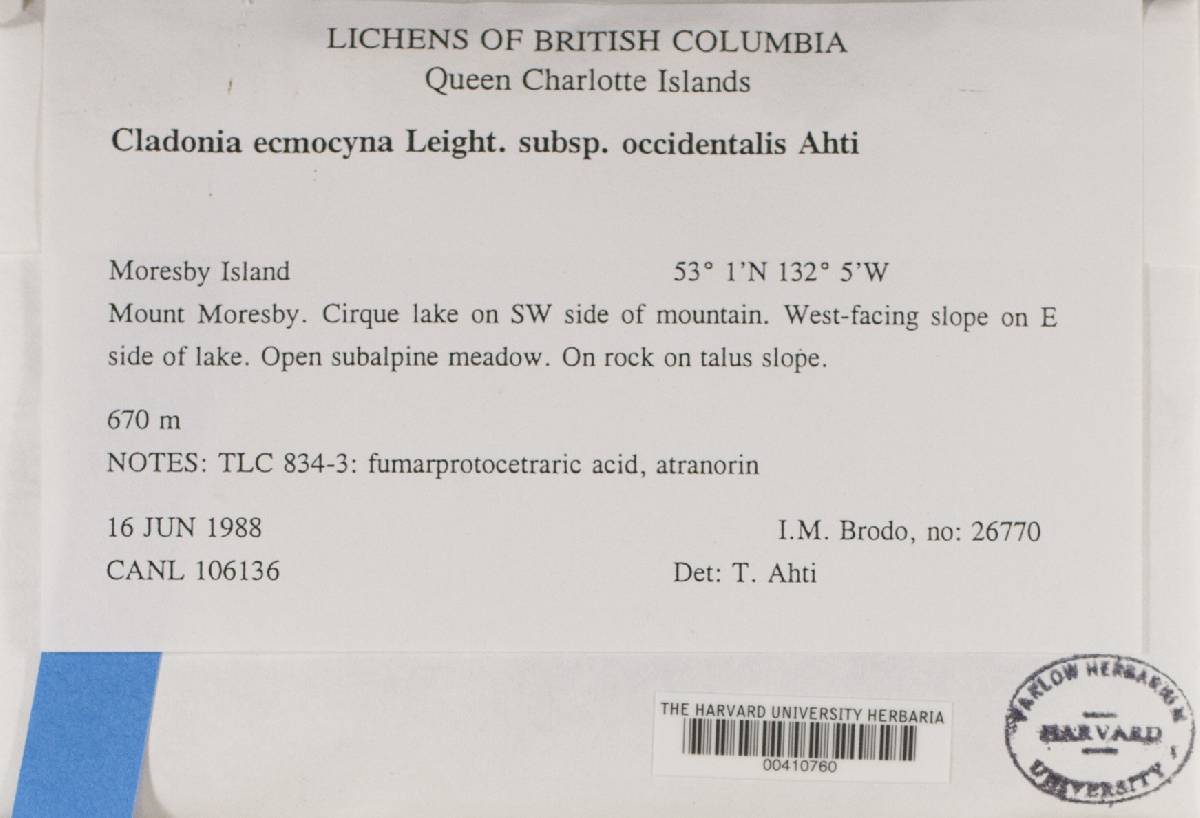 LICHENS OF BRITISH COLUMBIA
Queen Charlotte Islands
Cladonia ecmocyna Leight. subsp. occidentalis Ahti
Moresby Island 53° 1'N 132° 5'W
Mount Moresby. Cirque lake on SW side of mountain. West-facing slope on E
side of lake. Open subalpine meadow. On rock on talus slope.
670 m
NOTES: TLC 834-3: fumarprotocetraric acid, atranorin
16 JUN 1988 I.M. Brodo, no: 26770
CANL 106136 Det: T. Ahti
THE HARVARD UNIVERSITY HERBARIA
00410760
FARLOW HERBARIUM
HARVARD
UNIVERSITY